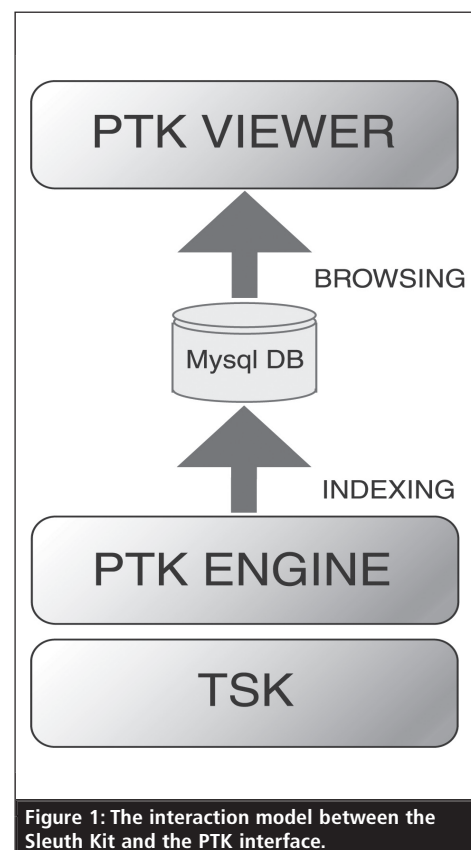 PTK VIEWER
BROWSING
Mysql DB
INDEXING
PTK ENGINE
TSK
Figure 1: The interaction model between the
Sleuth Kit and the PTK interface.